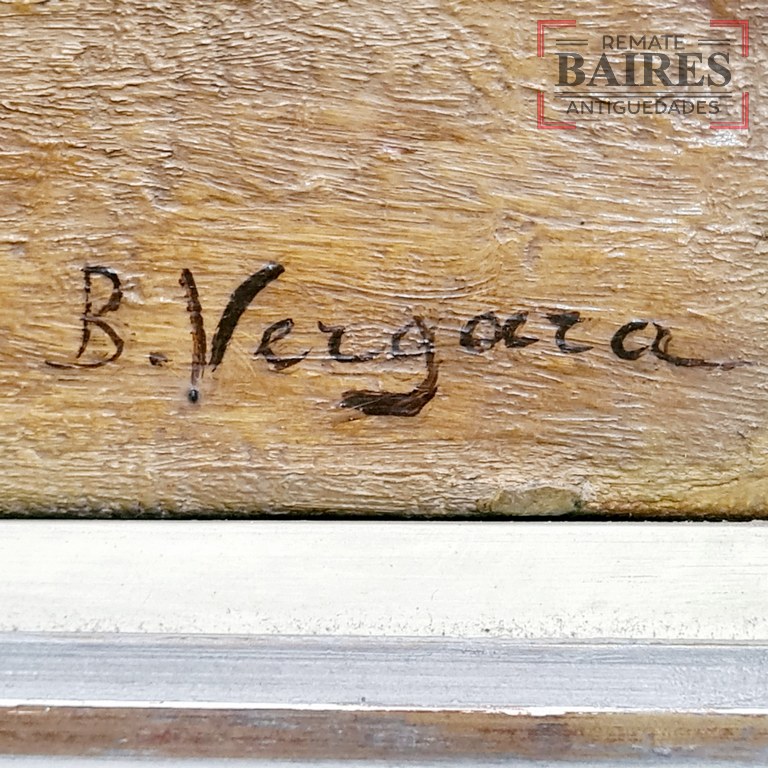 REMATE
BAIRES
ANTIGUEDADES
B. Vergara